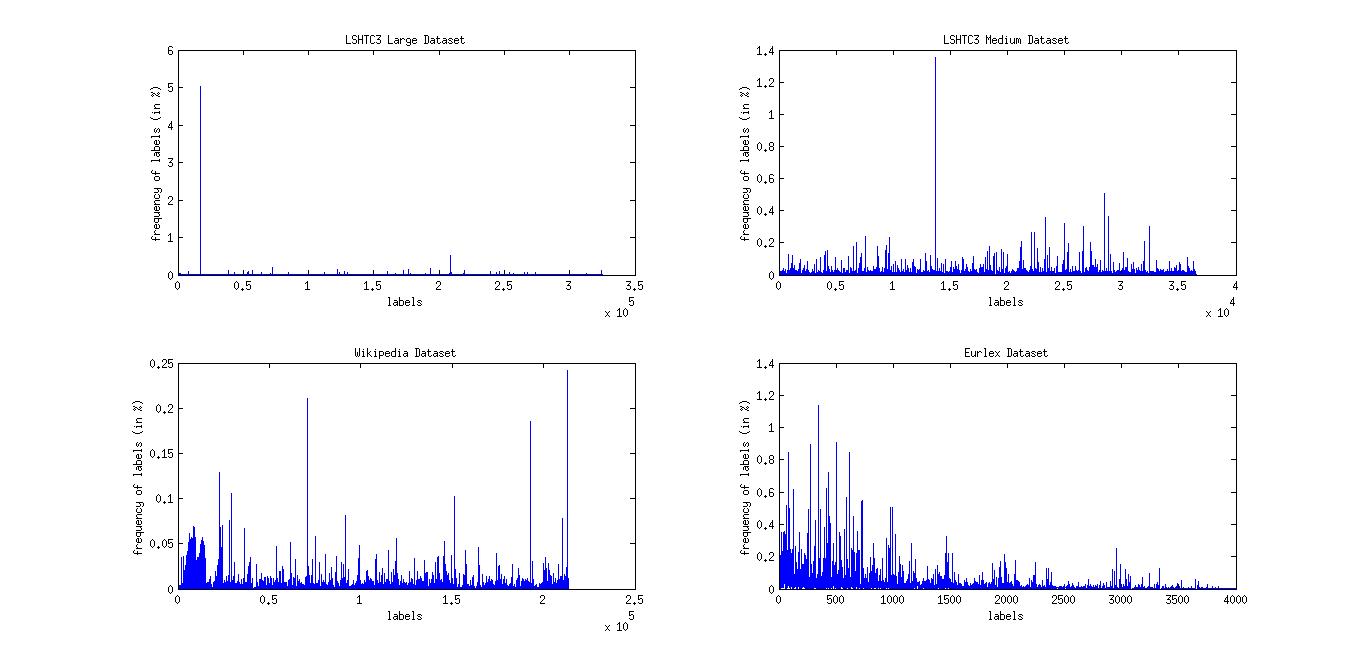 LSHTC3 Large Dataset
6
5
4
3
2
1
0
frequency of labels (in %)
0 0.5 1 1.5 2 2.5 3 3.5
labels
x 10 5
LSHTC3 Medium Dataset
1.4
1.2
1
0.8
0.6
0.4
0.2
0
frequency of labels (in %)
0 0.5 1 1.5 2 2.5 3 3.5 4
labels
x 10 4
Wikipedia Dataset
0.25
0.2
0.15
0.1
0.05
0
frequency of labels (in %)
0 0.5 1 1.5 2 2.5
labels
x 10 5
Eurlex Dataset
1.4
1.2
1
0.8
0.6
0.4
0.2
0
frequency of labels (in %)
0 500 1000 1500 2000 2500 3000 3500 4000
labels